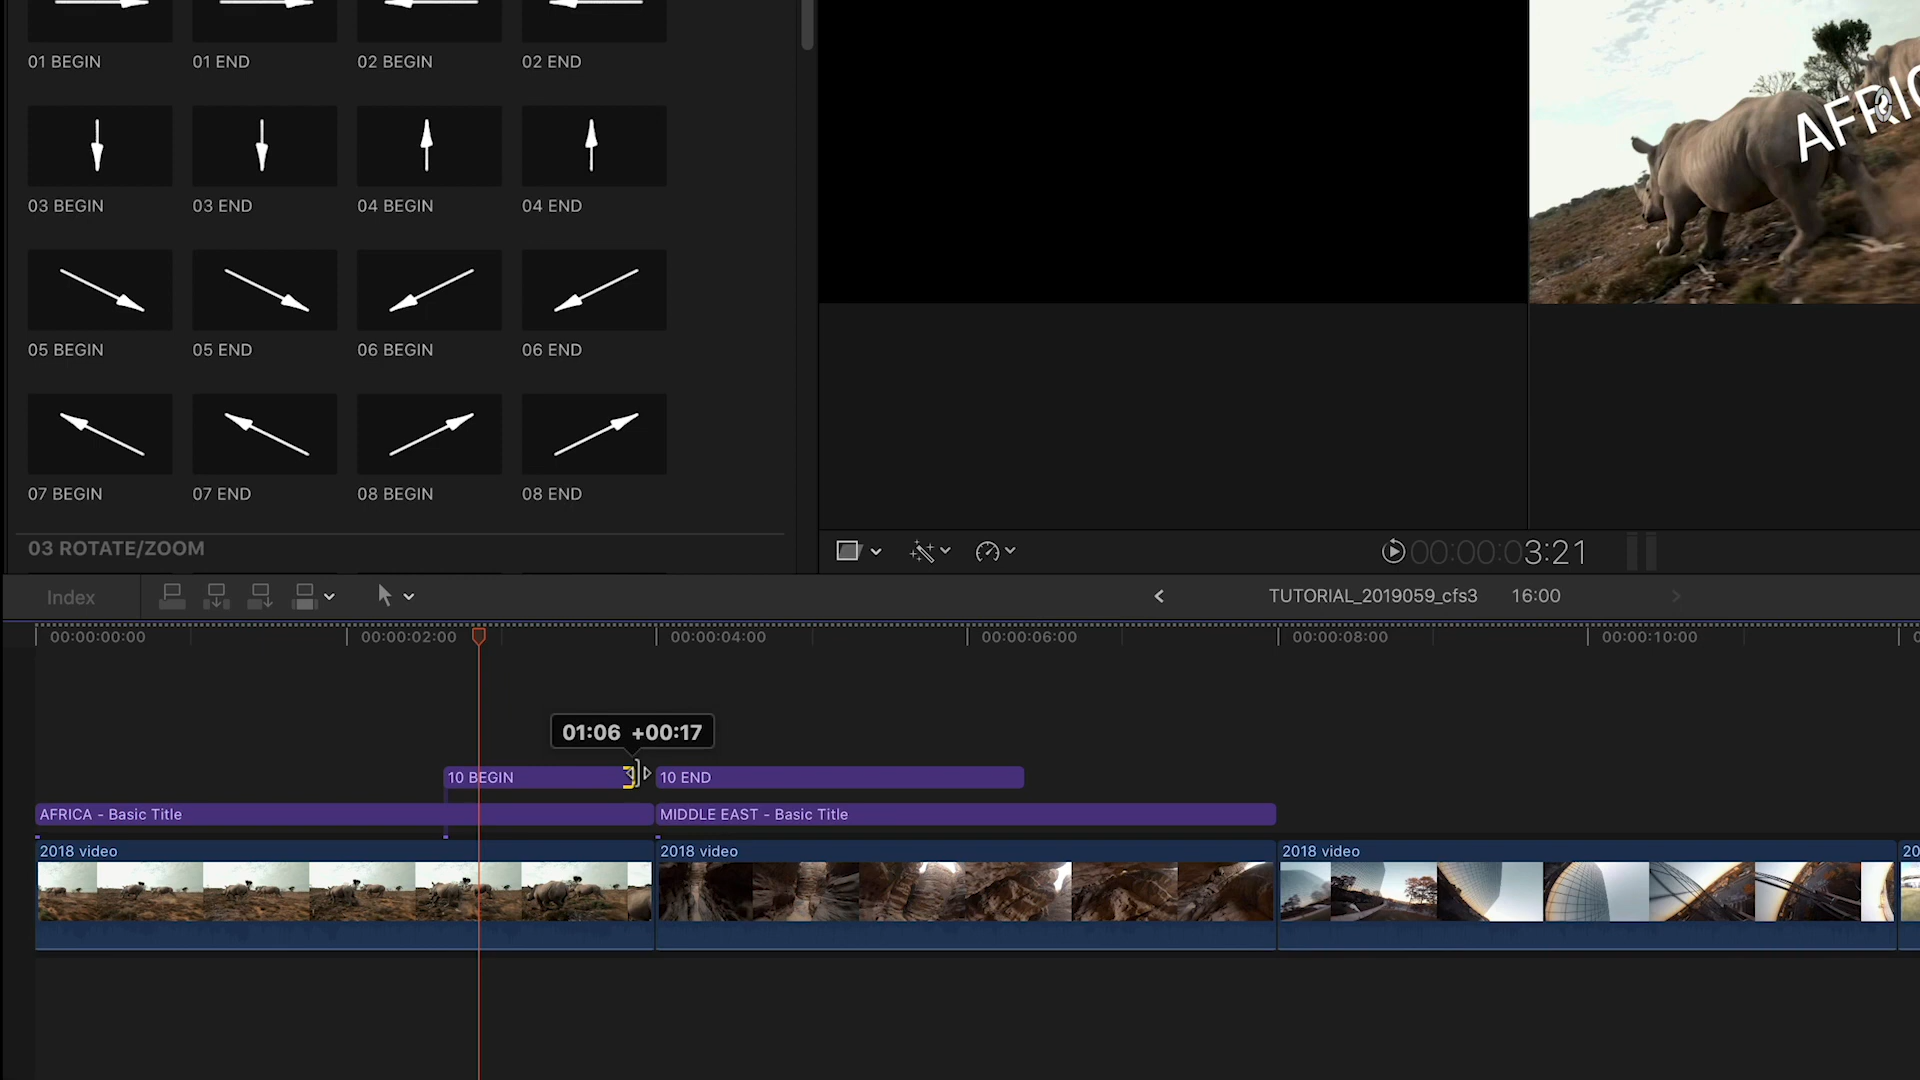 01 BEGIN
01 END
02 BEGIN
02 END
03 BEGIN
03 END
04 BEGIN
04 END
05 BEGIN
05 END
06 BEGIN
06 END
07 BEGIN
07 END
08 BEGIN
08 END
03 ROTATE/ZOOM
AFRIC
00:00:03:21
Index
TUTORIAL_2019059_cfs3
16:00
00:00:00:00
00:00:02:00
00:00:04:00
00:00:06:00
00:00:08:00
00:00:10:00
01:06 +00:17
10 BEGIN
10 END
AFRICA - Basic Title
MIDDLE EAST - Basic Title
2018 video
2018 video
2018 video
20